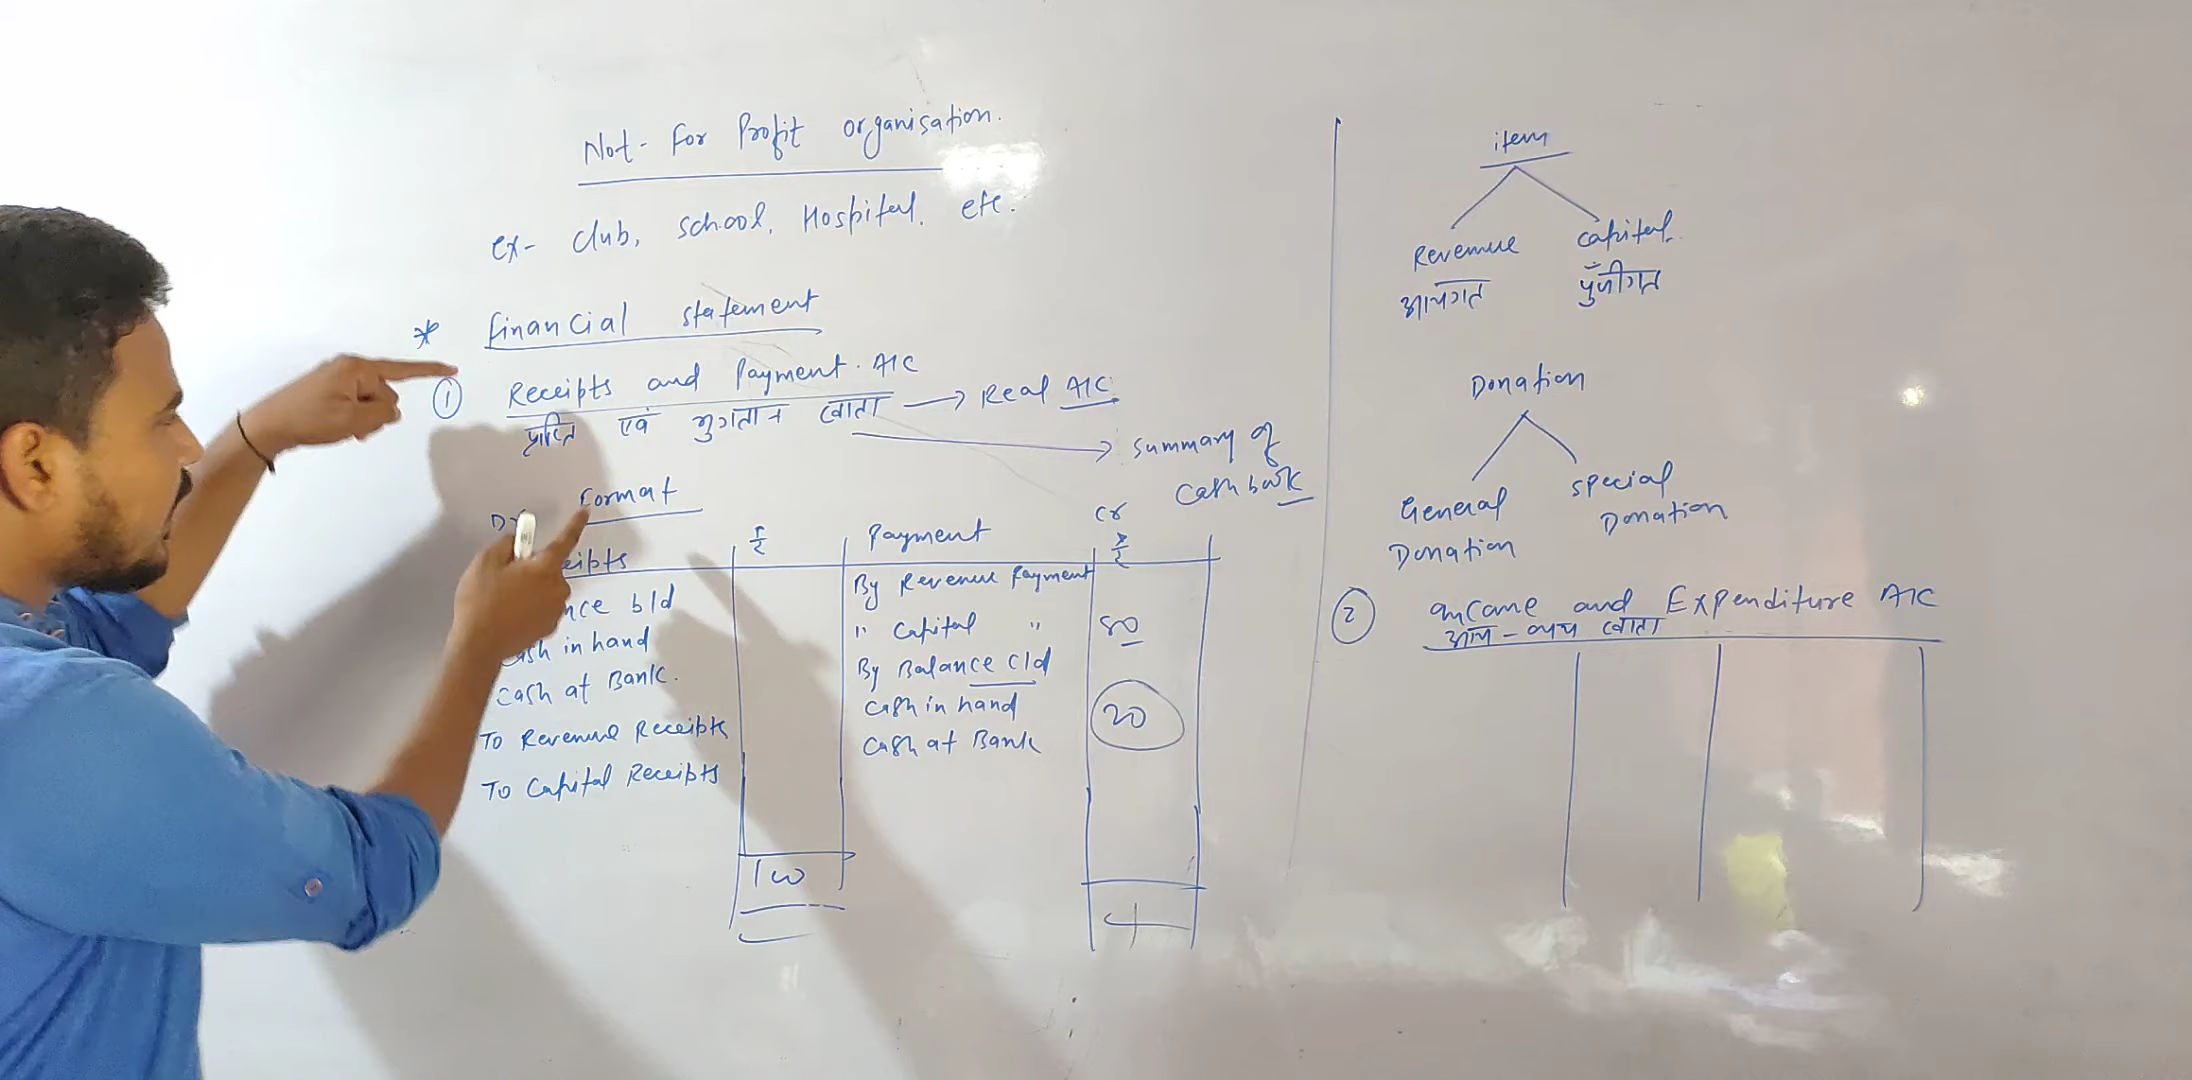 Not-For Profit Organisation.
ex- club, school, Hospital, etc.
* Financial statement
① Receipts and Payment. A/C
प्राप्ति एवं भुगतान खाता → Real A/C
→ Summary of
Cash book
Format
Dr Cr
₹ Payment ₹
By Revenue Payment
b/d
" Capital " 80
in hand
By Balance c/d
Cash at Bank.
Cash in hand 20
To Revenue Receipts
Cash at Bank
To Capital Receipts
100
item
Revenue Capital
आयगत पूँजीगत
Donation
General Donation
Special Donation
② Income and Expenditure A/C
आय-व्यय खाता